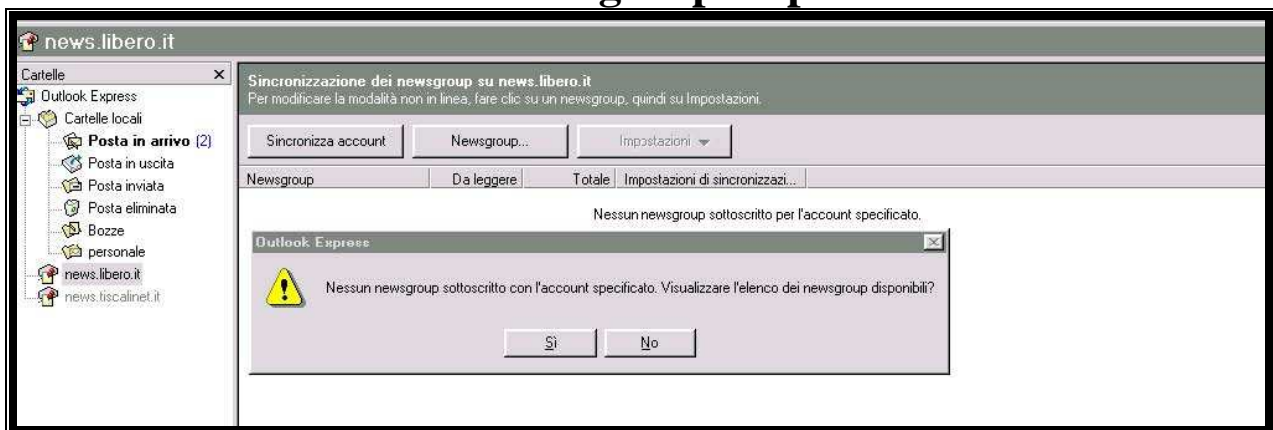 news.libero.it
Cartelle
Outlook Express
Cartelle locali
Posta in arrivo (2)
Posta in uscita
Posta inviata
Posta eliminata
Bozze
personale
news.libero.it
news.tiscalinet.it
Sincronizzazione dei newsgroup su news.libero.it
Per modificare la modalità non in linea, fare clic su un newsgroup, quindi su Impostazioni.
Sincronizza account Newsgroup... Impostazioni
Newsgroup Da leggere Totale Impostazioni di sincronizzazi...
Nessun newsgroup sottoscritto per l'account specificato.
Outlook Express
Nessun newsgroup sottoscritto con l'account specificato. Visualizzare l'elenco dei newsgroup disponibili?
Sì No